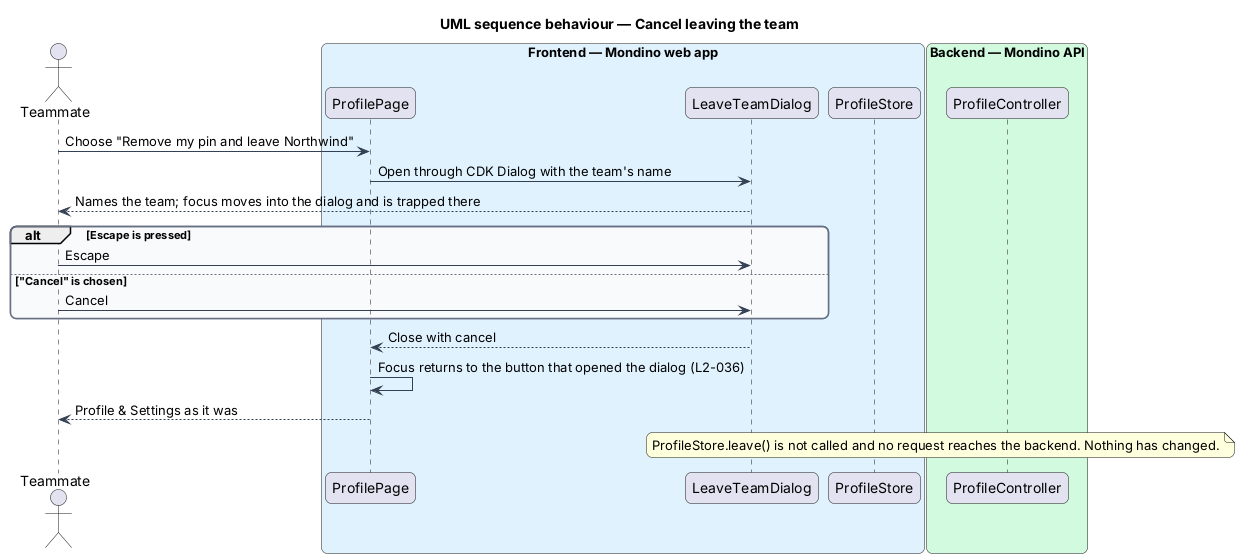 UML sequence behaviour — Cancel leaving the team
Frontend — Mondino web app
Backend — Mondino API
Teammate
ProfilePage
LeaveTeamDialog
ProfileStore
ProfileController
Choose "Remove my pin and leave Northwind"
Open through CDK Dialog with the team's name
Names the team; focus moves into the dialog and is trapped there
alt
[Escape is pressed]
Escape
["Cancel" is chosen]
Cancel
Close with cancel
Focus returns to the button that opened the dialog (L2-036)
Profile & Settings as it was
ProfileStore.leave() is not called and no request reaches the backend. Nothing has changed.
Teammate
ProfilePage
LeaveTeamDialog
ProfileStore
ProfileController